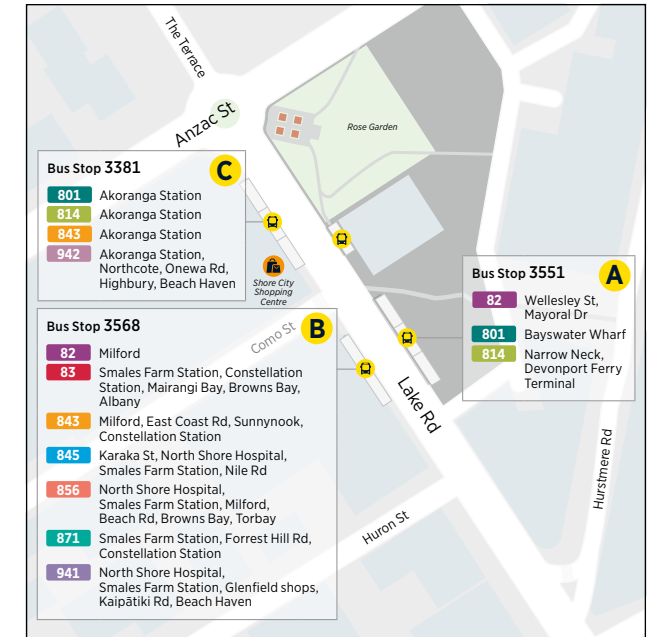 The Terrace
Anzac St
Rose Garden
Bus Stop 3381
C
801 Akoranga Station
814 Akoranga Station
843 Akoranga Station
942 Akoranga Station,
Northcote, Onewa Rd,
Highbury, Beach Haven
Shore City
Shopping
Centre
Bus Stop 3551
A
82 Wellesley St,
Mayoral Dr
801 Bayswater Wharf
814 Narrow Neck,
Devonport Ferry
Terminal
Como St
Bus Stop 3568
B
82 Milford
83 Smales Farm Station, Constellation
Station, Mairangi Bay, Browns Bay,
Albany
843 Milford, East Coast Rd, Sunnynook,
Constellation Station
845 Karaka St, North Shore Hospital,
Smales Farm Station, Nile Rd
856 North Shore Hospital,
Smales Farm Station, Milford,
Beach Rd, Browns Bay, Torbay
871 Smales Farm Station, Forrest Hill Rd,
Constellation Station
941 North Shore Hospital,
Smales Farm Station, Glenfield shops,
Kaipātiki Rd, Beach Haven
Lake Rd
Hurstmere Rd
Huron St